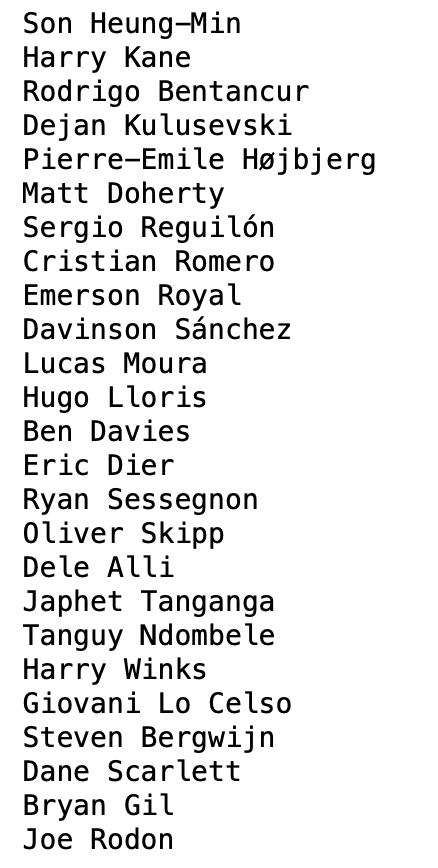 Son Heung-Min
Harry Kane
Rodrigo Bentancur
Dejan Kulusevski
Pierre-Emile Højbjerg
Matt Doherty
Sergio Reguilón
Cristian Romero
Emerson Royal
Davinson Sánchez
Lucas Moura
Hugo Lloris
Ben Davies
Eric Dier
Ryan Sessegnon
Oliver Skipp
Dele Alli
Japhet Tanganga
Tanguy Ndombele
Harry Winks
Giovani Lo Celso
Steven Bergwijn
Dane Scarlett
Bryan Gil
Joe Rodon